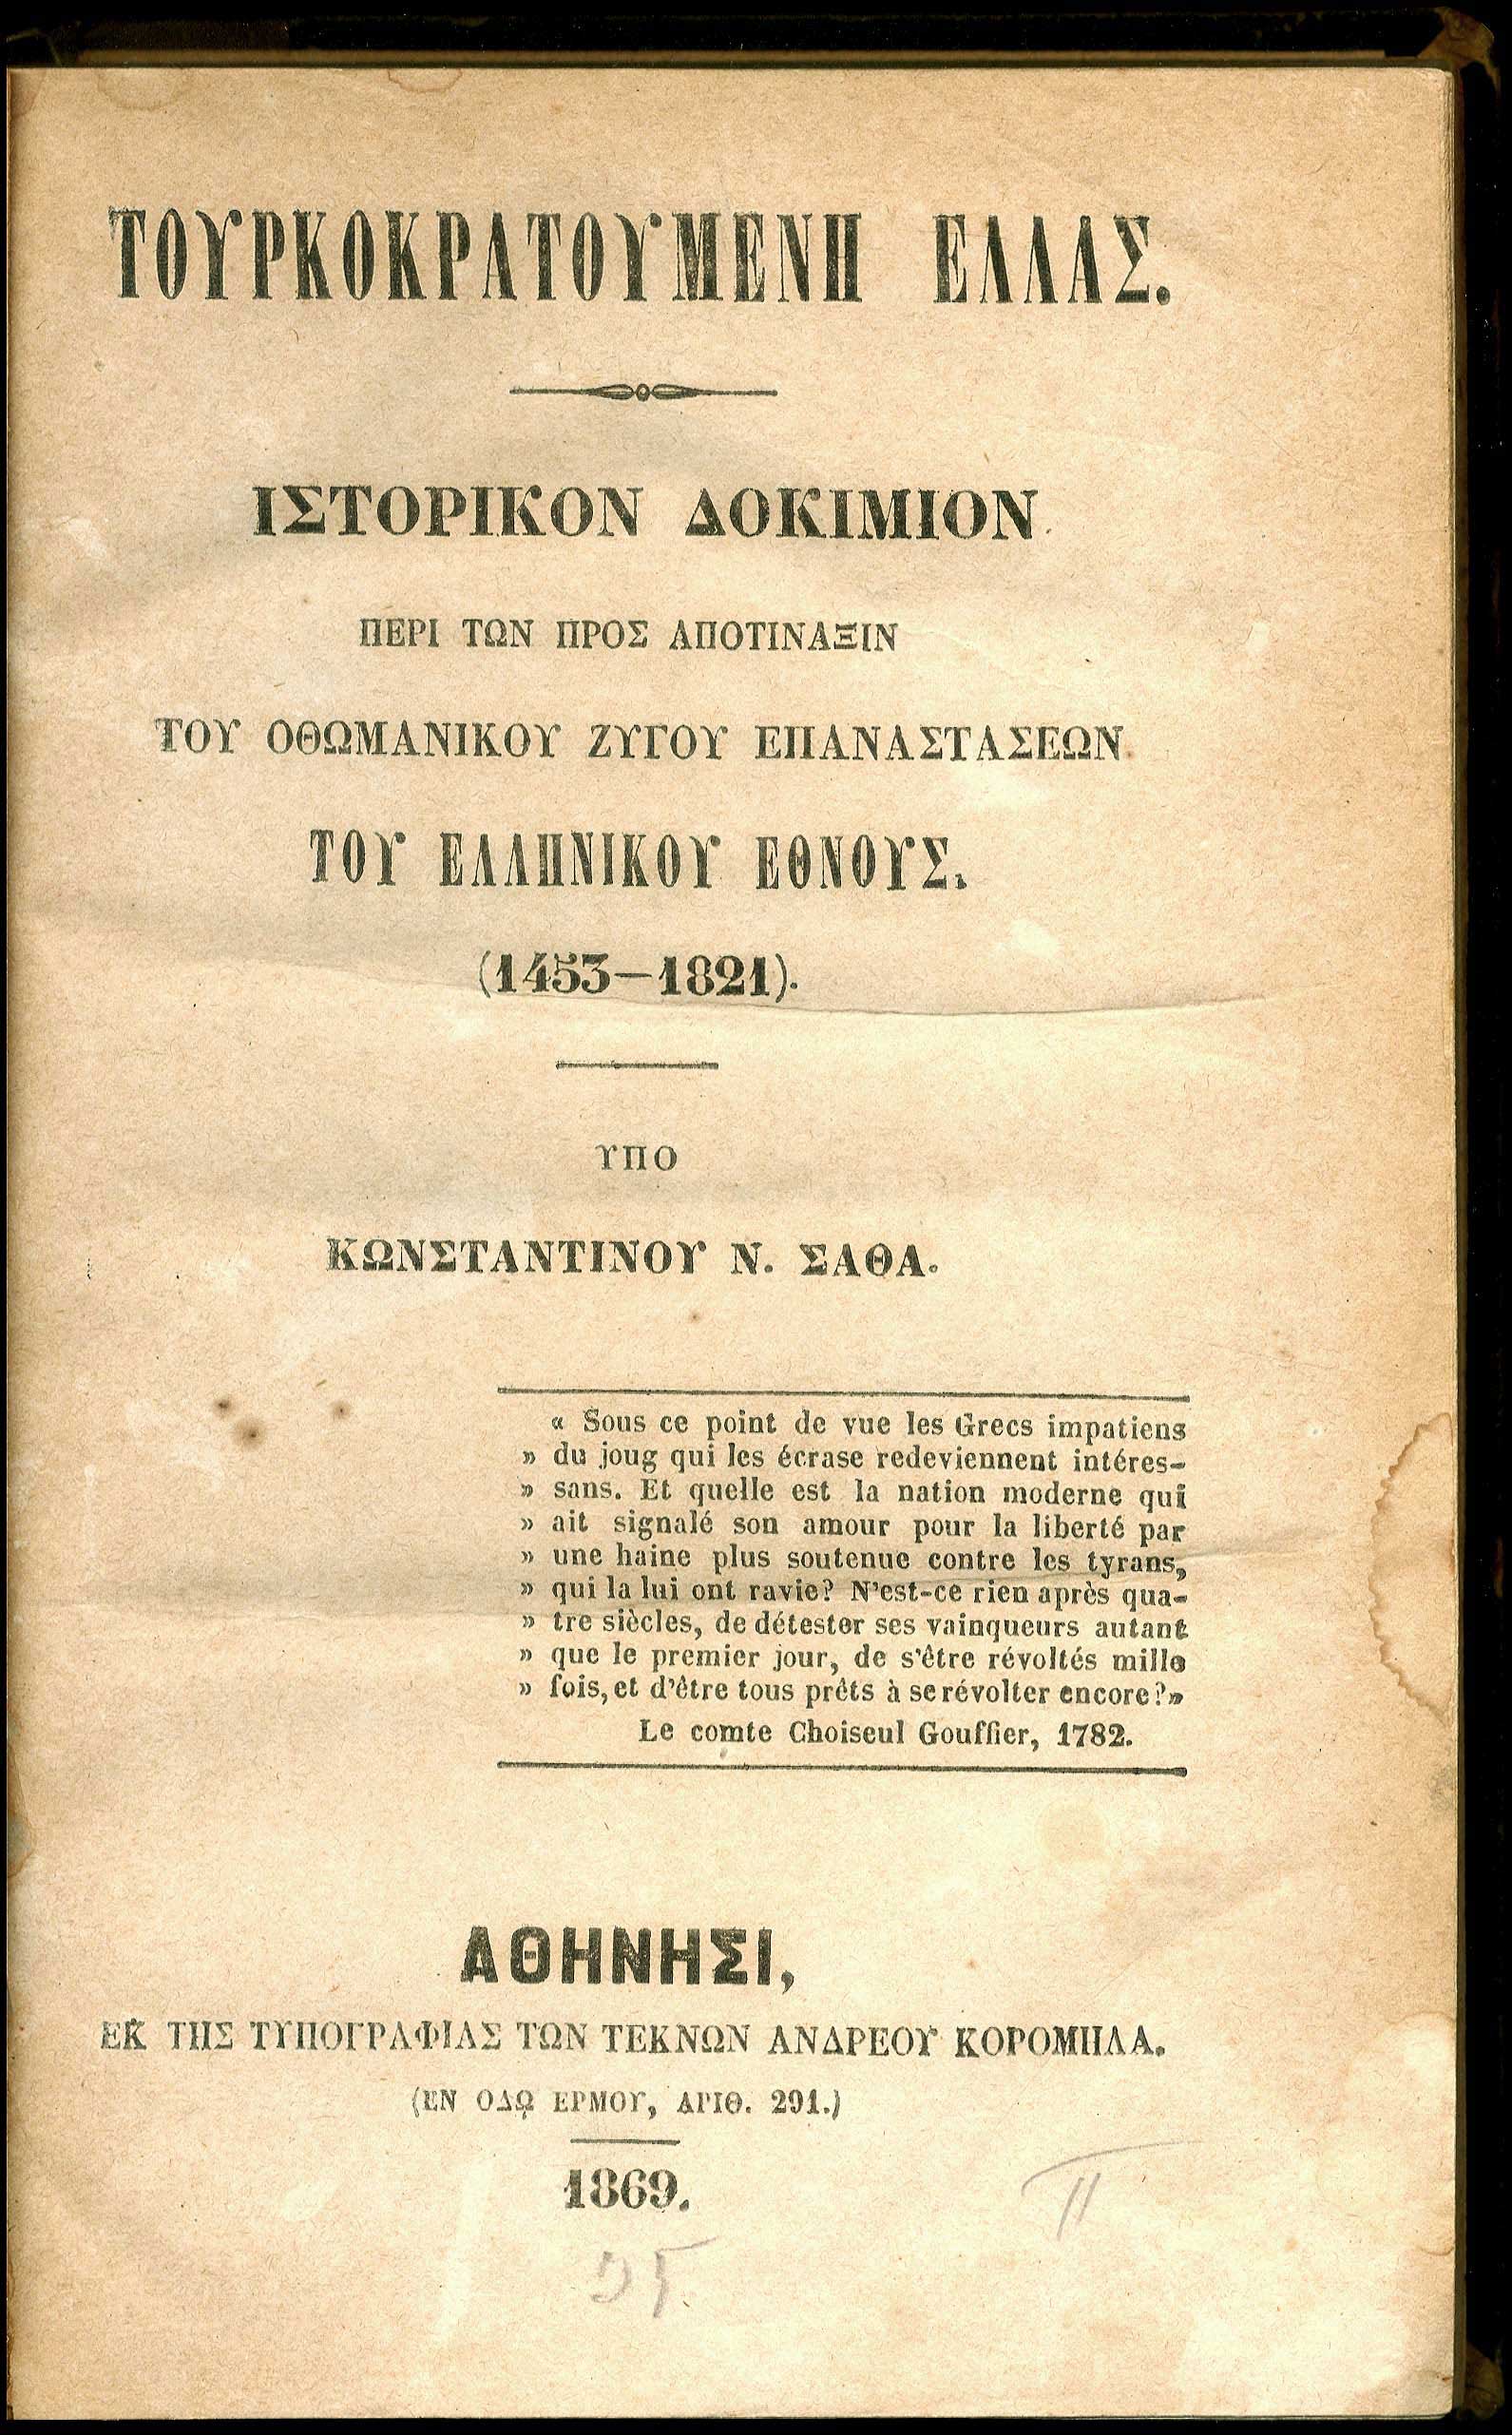 ΤΟΥΡΚΟΚΡΑΤΟΥΜΕΝΗ ΕΛΛΑΣ.
ΙΣΤΟΡΙΚΟΝ ΔΟΚΙΜΙΟΝ
ΠΕΡΙ ΤΩΝ ΠΡΟΣ ΑΠΟΤΙΝΑΞΙΝ
ΤΟΥ ΟΘΩΜΑΝΙΚΟΥ ΖΥΓΟΥ ΕΠΑΝΑΣΤΑΣΕΩΝ
ΤΟΥ ΕΛΛΗΝΙΚΟΥ ΕΘΝΟΥΣ.
(1453—1821).
ΥΠΟ
ΚΩΝΣΤΑΝΤΙΝΟΥ Ν. ΣΑΘΑ.
« Sous ce point de vue les Grecs impatiens
» du joug qui les écrase redeviennent intéres-
» sans. Et quelle est la nation moderne qui
» ait signalé son amour pour la liberté par
» une haine plus soutenue contre les tyrans,
» qui la lui ont ravie? N'est-ce rien après qua-
» tre siècles, de détester ses vainqueurs autant
» que le premier jour, de s'être révoltés mille
» fois, et d'être tous prêts à se révolter encore?»
Le comte Choiseul Gouffier, 1782.
ΑΘΗΝΗΣΙ,
ΕΚ ΤΗΣ ΤΥΠΟΓΡΑΦΙΑΣ ΤΩΝ ΤΕΚΝΩΝ ΑΝΔΡΕΟΥ ΚΟΡΟΜΗΛΑ.
(ΕΝ ΟΔῼ ΕΡΜΟΥ, ΑΡΙΘ. 291.)
1869.